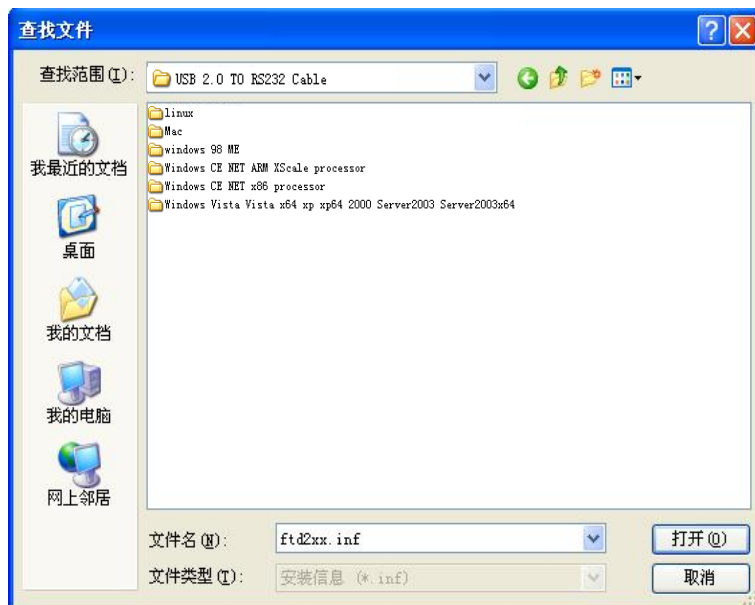 查找文件
查找范围(I):
USB 2.0 TO RS232 Cable
linux
Mac
windows 98 ME
Windows CE NET ARM XScale processor
Windows CE NET x86 processor
Windows Vista Vista x64 xp xp64 2000 Server2003 Server2003x64
我最近的文档
桌面
我的文档
我的电脑
网上邻居
文件名(N):
ftd2xx.inf
打开(O)
文件类型(T):
安装信息 (*.inf)
取消